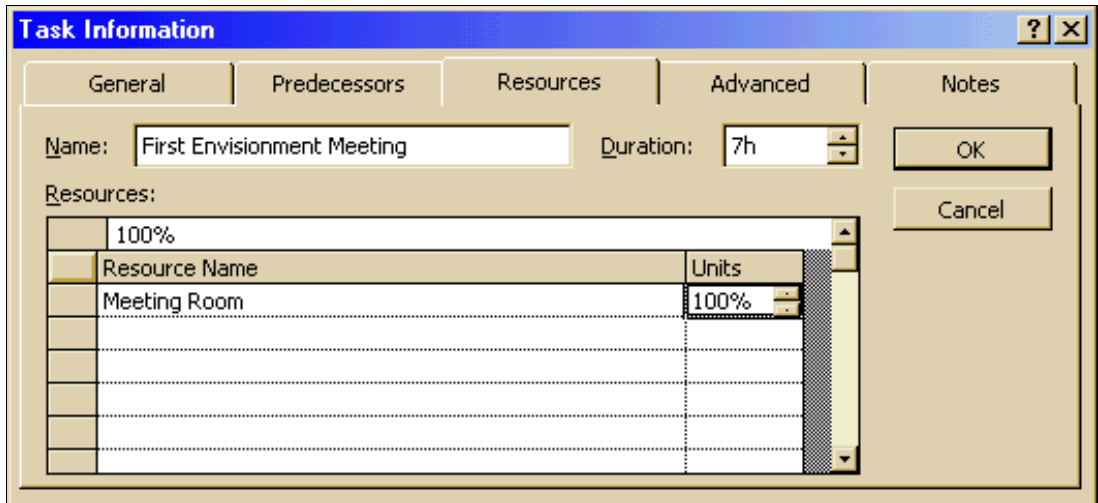 Task Information
General Predecessors Resources Advanced Notes
Name: First Envisionment Meeting Duration: 7h OK
Resources: Cancel
100%
Resource Name Units
Meeting Room 100%